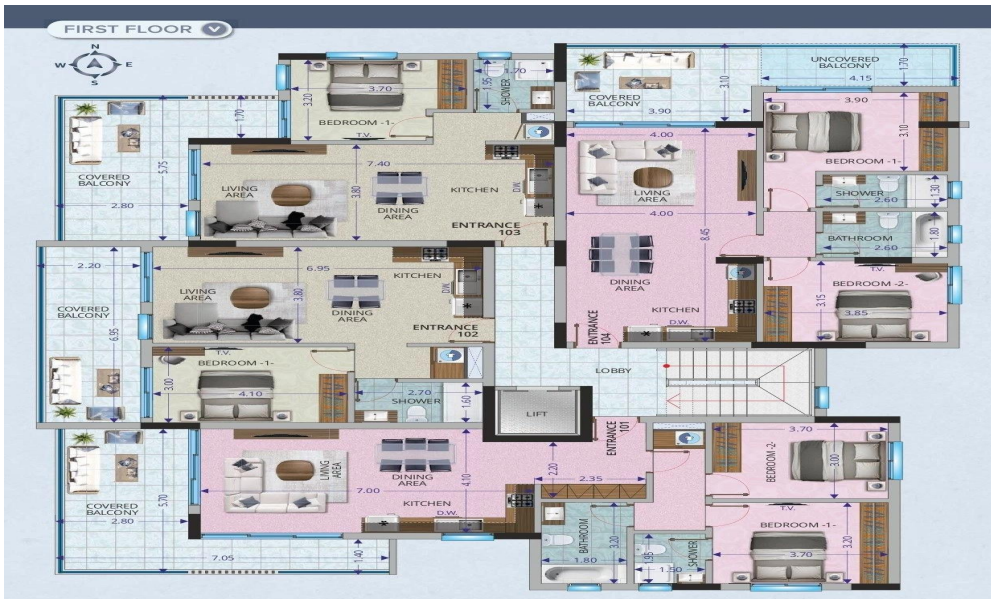 FIRST FLOOR V
N
W E
S
UNCOVERED
BALCONY
4.15
1.70
COVERED
BALCONY
3.90
3.10
3.70
3.20
BEDROOM -1-
T.V.
1.70
1.95
SHOWER
1.70
5.75
COVERED
BALCONY
2.80
7.40
3.80
LIVING
AREA
DINING
AREA
KITCHEN
D.W.
ENTRANCE
103
4.00
LIVING
AREA
4.00
8.45
DINING
AREA
KITCHEN
D.W.
ENTRANCE
104
3.90
3.10
BEDROOM -1-
SHOWER
2.60
1.30
BATHROOM
2.60
1.80
T.V.
BEDROOM -2-
3.15
3.85
2.20
COVERED
BALCONY
6.95
6.95
3.80
LIVING
AREA
DINING
AREA
KITCHEN
D.W.
ENTRANCE
102
T.V.
BEDROOM -1-
3.00
4.10
2.70
SHOWER
1.60
LOBBY
LIFT
ENTRANCE
101
5.70
COVERED
BALCONY
2.80
7.05
1.40
LIVING
AREA
7.00
4.10
DINING
AREA
KITCHEN
D.W.
2.20
2.35
BATHROOM
3.20
1.80
1.95
SHOWER
1.50
3.70
BEDROOM -2-
3.00
T.V.
BEDROOM -1-
3.70
3.20